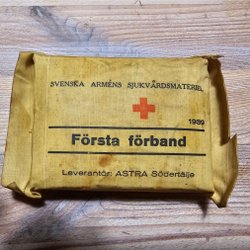 SVENSKA ARMÉNS SJUKVÅRDSMATERIEL
1939
Första förband
Leverantör: ASTRA Södertälje